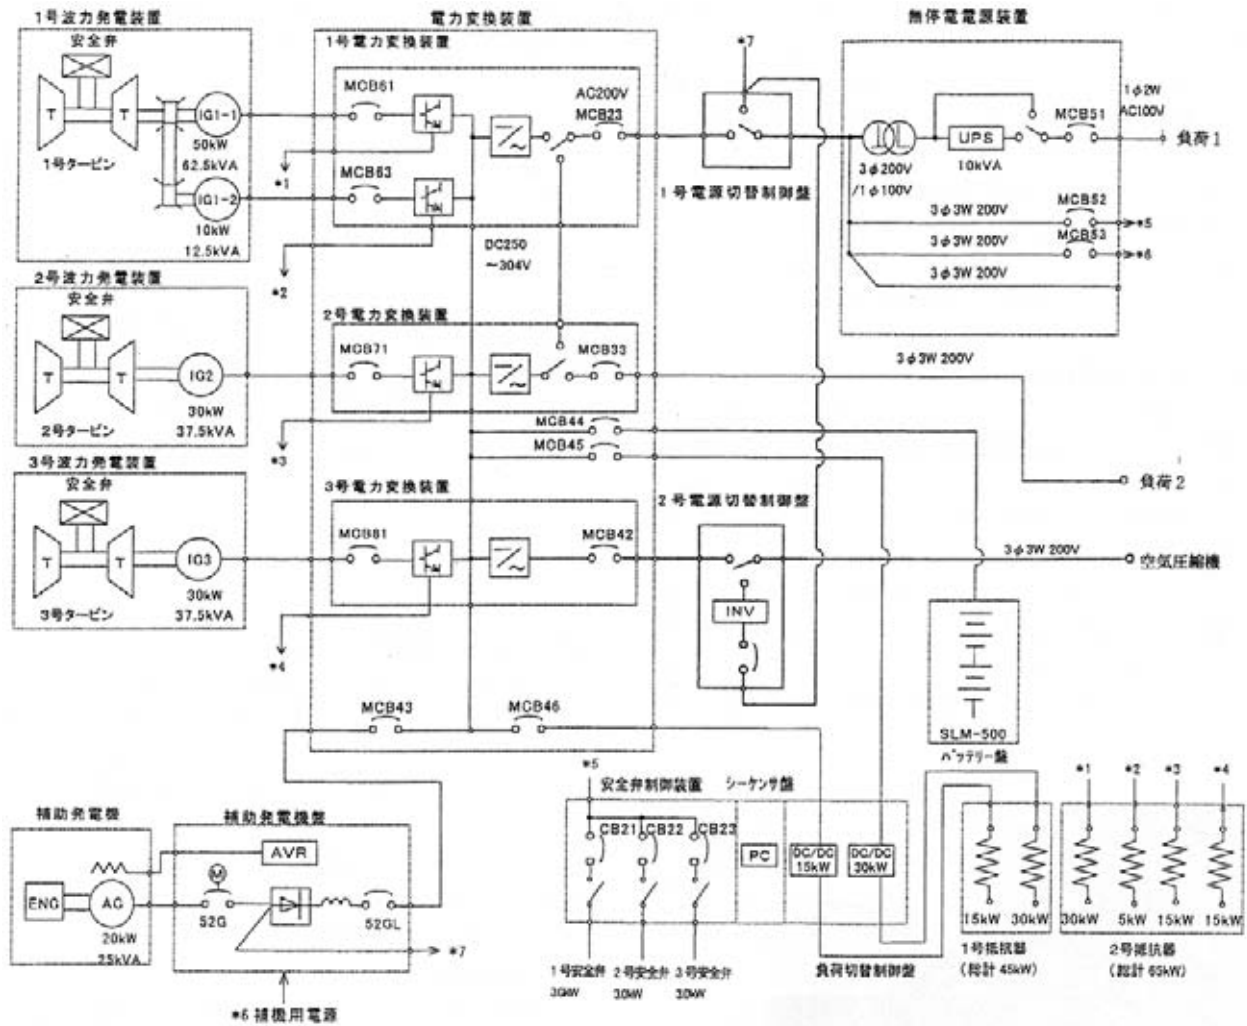 1号波力発電装置
電力変換装置
無停電電源装置
安全弁
1号電力変換装置
*7
MCB61
AC200V
MCB23
1φ2W
AC100V
MCB51
T
T
IG1-1
50kW
62.5kVA
1号タービン
*1
MCB63
UPS
10kVA
負荷1
3φ200V
/1φ100V
1号電源切替制御盤
IG1-2
10kW
12.5kVA
*2
DC250
～304V
3φ3W 200V
MCB52
*5
3φ3W 200V
MCB53
*6
3φ3W 200V
2号波力発電装置
安全弁
2号電力変換装置
MCB71
MCB33
3φ3W 200V
T
T
IG2
30kW
37.5kVA
2号タービン
*3
MCB44
MCB45
負荷2
3号波力発電装置
安全弁
3号電力変換装置
2号電源切替制御盤
MCB81
MCB42
3φ3W 200V
空気圧縮機
T
T
IG3
30kW
37.5kVA
3号タービン
*4
INV
MCB43
MCB46
SLM-500
バッテリー盤
*5
安全弁制御装置
シーケンサ盤
*1
*2
*3
*4
補助発電機
補助発電機盤
CB21
CB22
CB23
AVR
PC
DC/DC
15kW
DC/DC
30kW
M
ENG
AG
20kW
25kVA
52G
52GL
*7
15kW
30kW
30kW
5kW
15kW
15kW
1号抵抗器
(総計 45kW)
2号抵抗器
(総計 65kW)
1号安全弁
2号安全弁
3号安全弁
3.0kW
3.0kW
3.0kW
負荷切替制御盤
*6 補機用電源